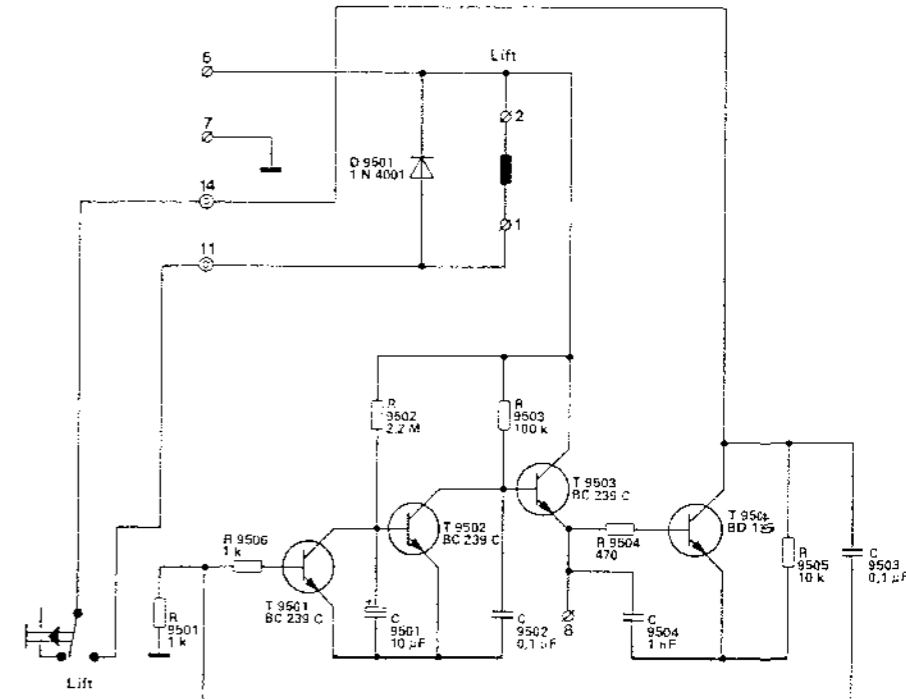 Lift
6
2
7
D 9501
1 N 4001
14
1
11
R
9502
2,2 M
R
9503
100 k
T 9503
BC 239 C
T 9502
BC 239 C
R 9504
470
BD 135
R 9506
1 k
R
9505
10 k
C
9503
0,1 µF
T 9501
BC 239 C
R
9501
1 k
C
9501
10 µF
C
9502
0,1 µF
8
C
9504
1 nF
Lift